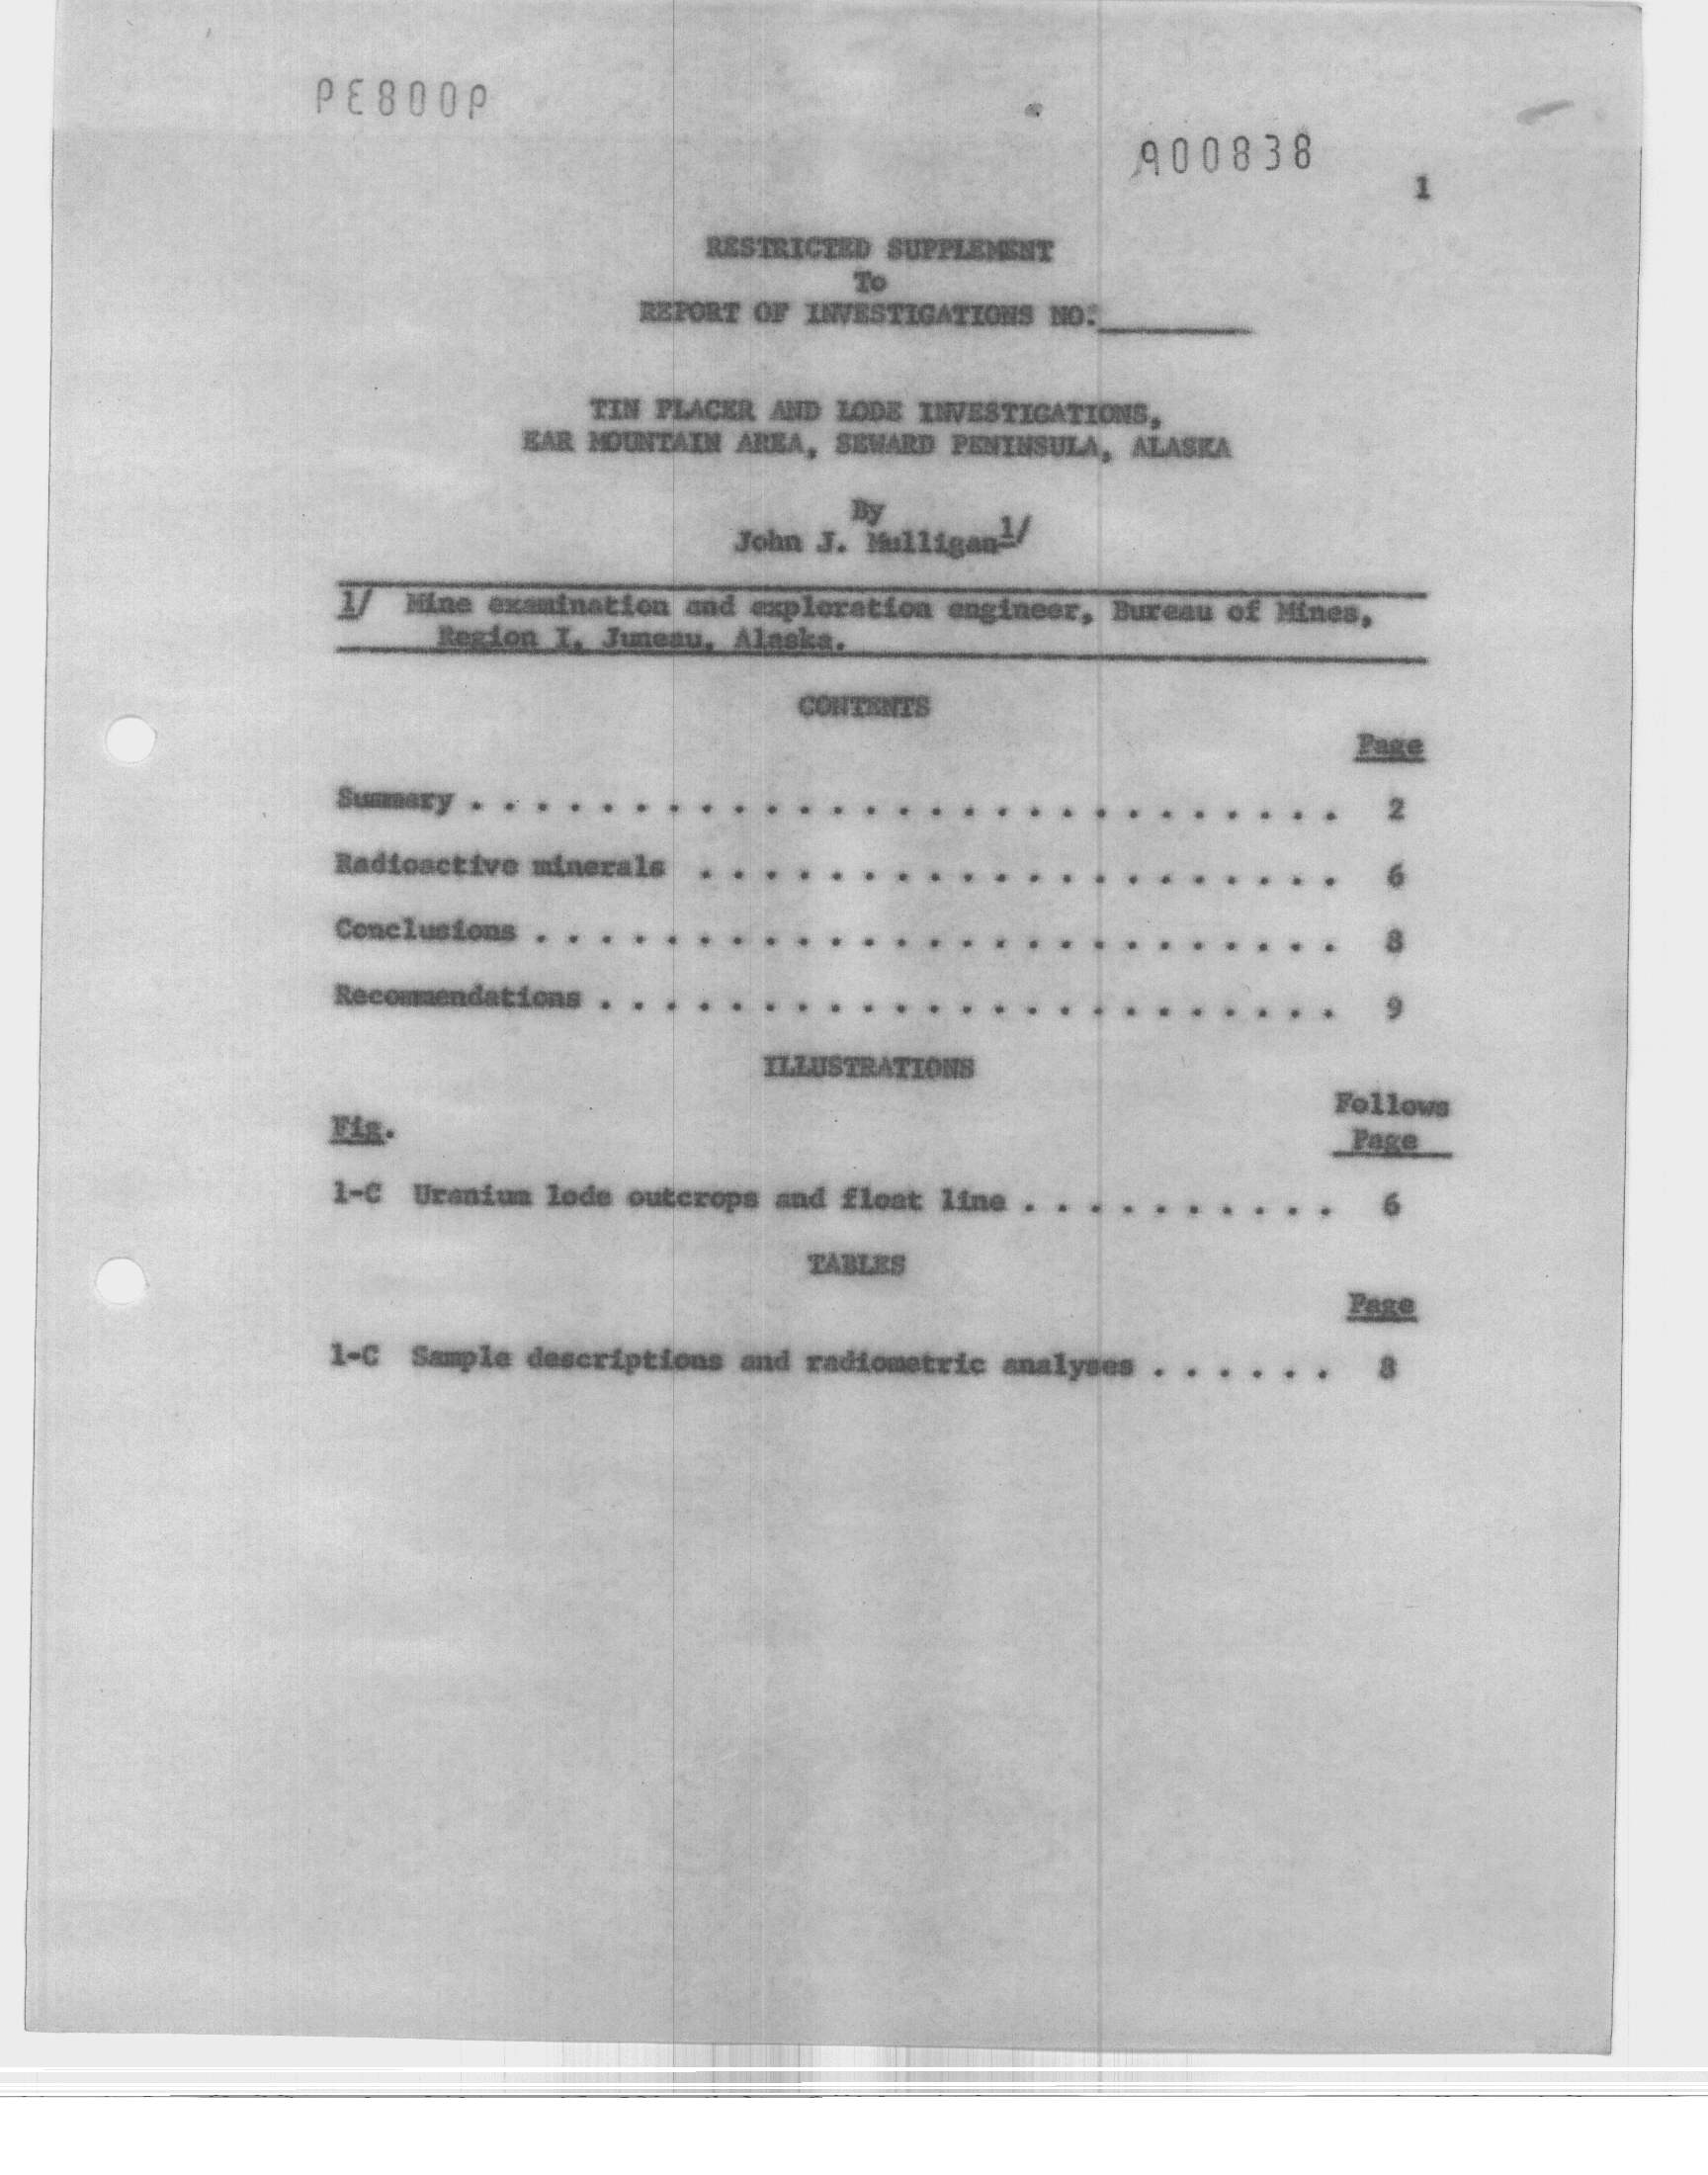 PE800P
A00838
1
RESTRICTED SUPPLEMENT
To
REPORT OF INVESTIGATIONS NO.
TIN PLACER AND LODE INVESTIGATIONS,
EAR MOUNTAIN AREA, SEWARD PENINSULA, ALASKA
By
John J. Mulligan 1/
1/ Mine examination and exploration engineer, Bureau of Mines,
Region I, Juneau, Alaska.
CONTENTS
Page
Summary . . . . . . . . . . . . . . . . . . . . . . . . . . . 2
Radioactive minerals . . . . . . . . . . . . . . . . . . . . 6
Conclusions . . . . . . . . . . . . . . . . . . . . . . . . . 8
Recommendations . . . . . . . . . . . . . . . . . . . . . . . 9
ILLUSTRATIONS
Follows
Fig. Page
1-C Uranium lode outcrops and float line . . . . . . . . . . 6
TABLES
Page
1-C Sample descriptions and radiometric analyses . . . . . . 8